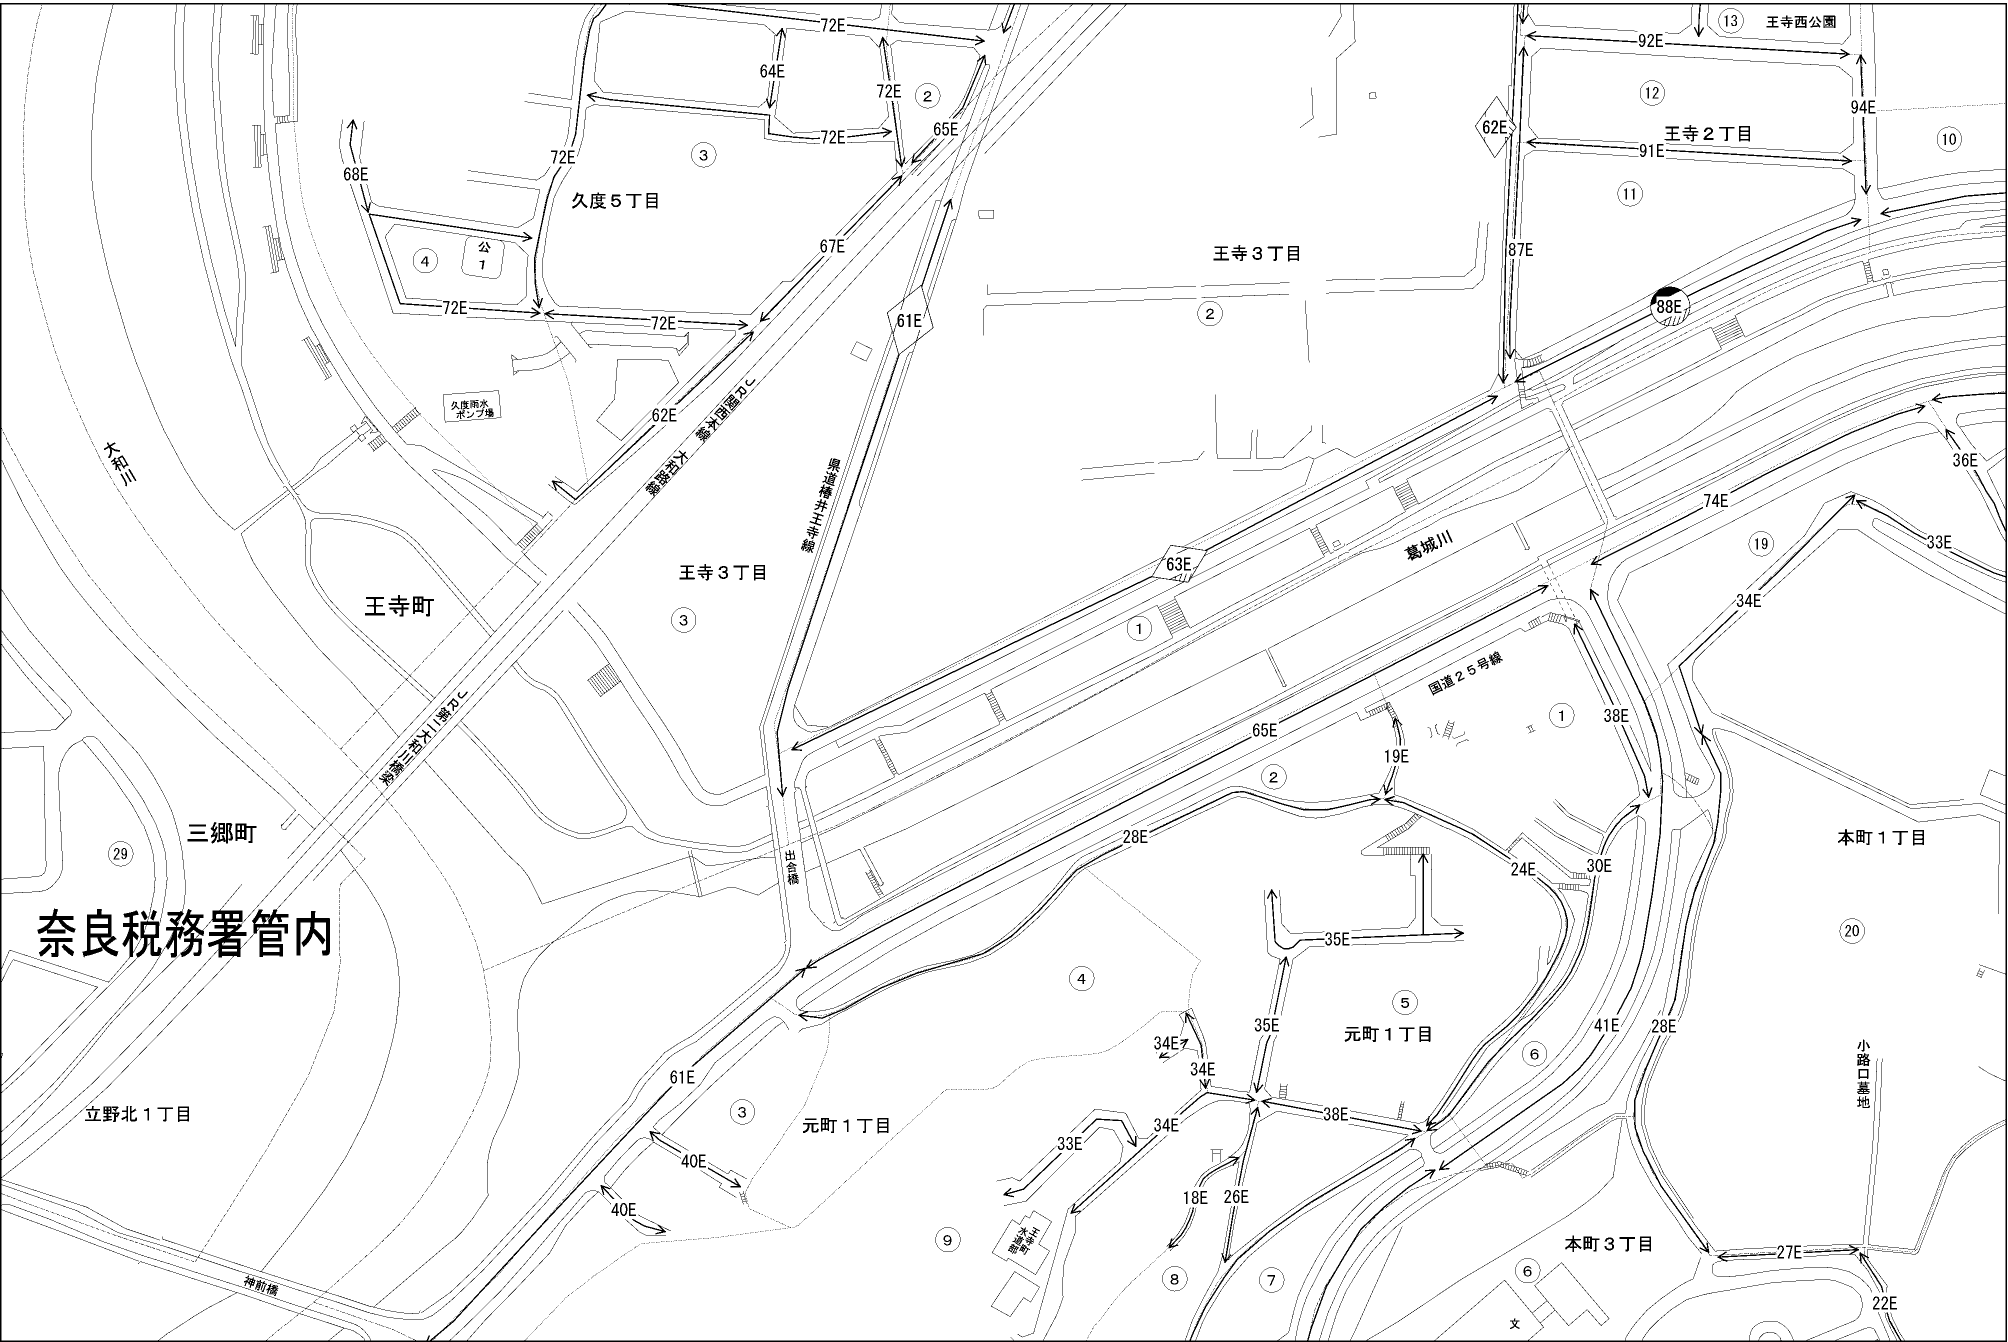 72E
92E
13
王寺西公園
64E
72E
2
12
94E
65E
62E
王寺２丁目
10
72E
91E
3
72E
68E
11
久度５丁目
公
1
4
67E
王寺３丁目
87E
72E
72E
61E
2
88E
久度雨水
ポンプ場
62E
ＪＲ関西本線 大和路線
大和川
県道椿井王寺線
36E
74E
葛城川
19
33E
63E
王寺３丁目
王寺町
3
1
34E
国道２５号線
ＪＲ第三大和川橋梁
65E
1
38E
19E
2
三郷町
29
28E
本町１丁目
出合橋
24E
30E
奈良税務署管内
35E
20
4
5
35E
41E
28E
元町１丁目
34E
6
34E
小路口墓地
61E
立野北１丁目
3
38E
元町１丁目
34E
33E
40E
18E
26E
40E
9
王寺町
水道部
本町３丁目
27E
8
7
6
神前橋
22E
文